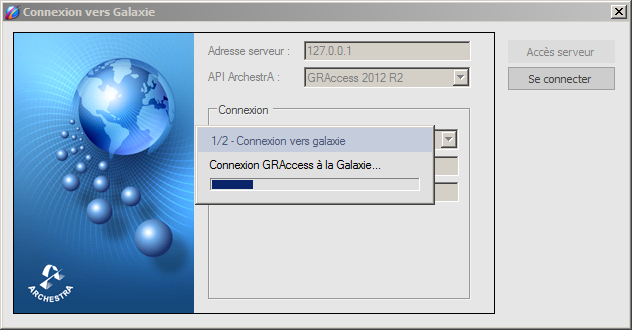 Connexion vers Galaxie
Adresse serveur :
127.0.0.1
Accès serveur
API ArchestrA :
GRAccess 2012 R2
Se connecter
Connexion
1/2 - Connexion vers galaxie
Connexion GRAccess à la Galaxie...
ARCHESTRA